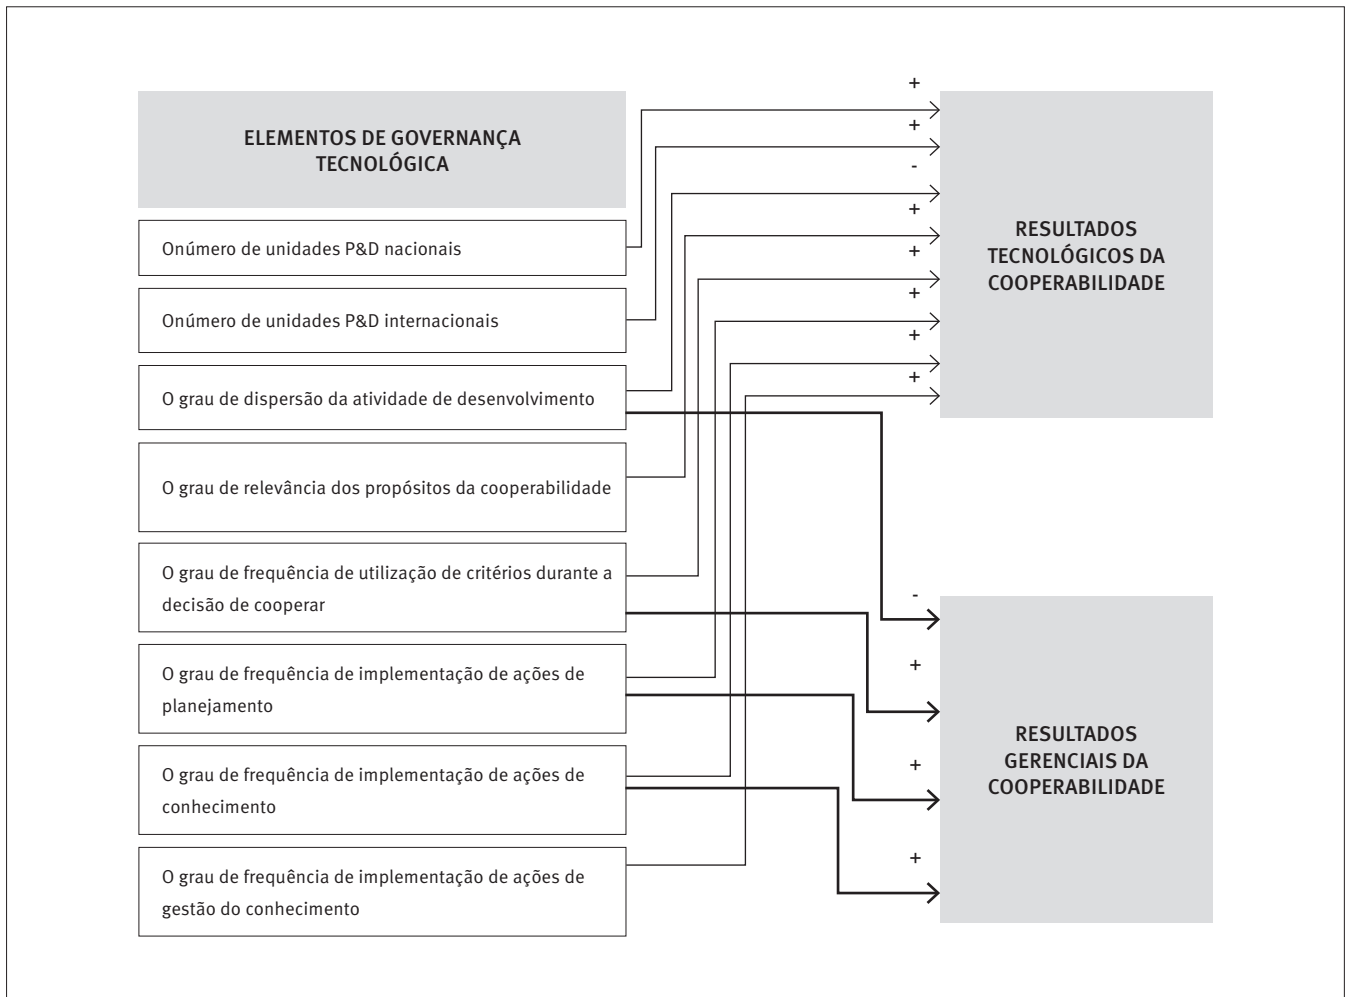 ELEMENTOS DE GOVERNANÇA
TECNOLÓGICA
Onúmero de unidades P&D nacionais
Onúmero de unidades P&D internacionais
O grau de dispersão da atividade de desenvolvimento
O grau de relevância dos propósitos da cooperabilidade
O grau de frequência de utilização de critérios durante a
decisão de cooperar
O grau de frequência de implementação de ações de
planejamento
O grau de frequência de implementação de ações de
conhecimento
O grau de frequência de implementação de ações de
gestão do conhecimento
+
+
-
+
+
+
+
+
RESULTADOS
TECNOLÓGICOS DA
COOPERABILIDADE
-
+
+
+
RESULTADOS
GERENCIAIS DA
COOPERABILIDADE